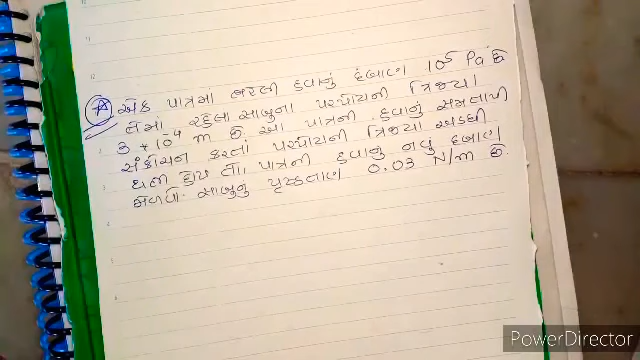 એક પાત્રમાં ભરેલી હવાનું દબાણ 10⁵ Pa છે
તેમાં રહેલા સાબુના પરપોટાની ત્રિજ્યા
3 * 10⁻⁴ m છે આ પાત્રની હવાનું સમતાપી
સંકોચન કરતાં પરપોટાની ત્રિજ્યા અડધી
થતી હોય તો પાત્રની હવાનું નવું દબાણ
મેળવો. સાબુનું પૃષ્ઠતાણ 0.03 N/m છે.
PowerDirector